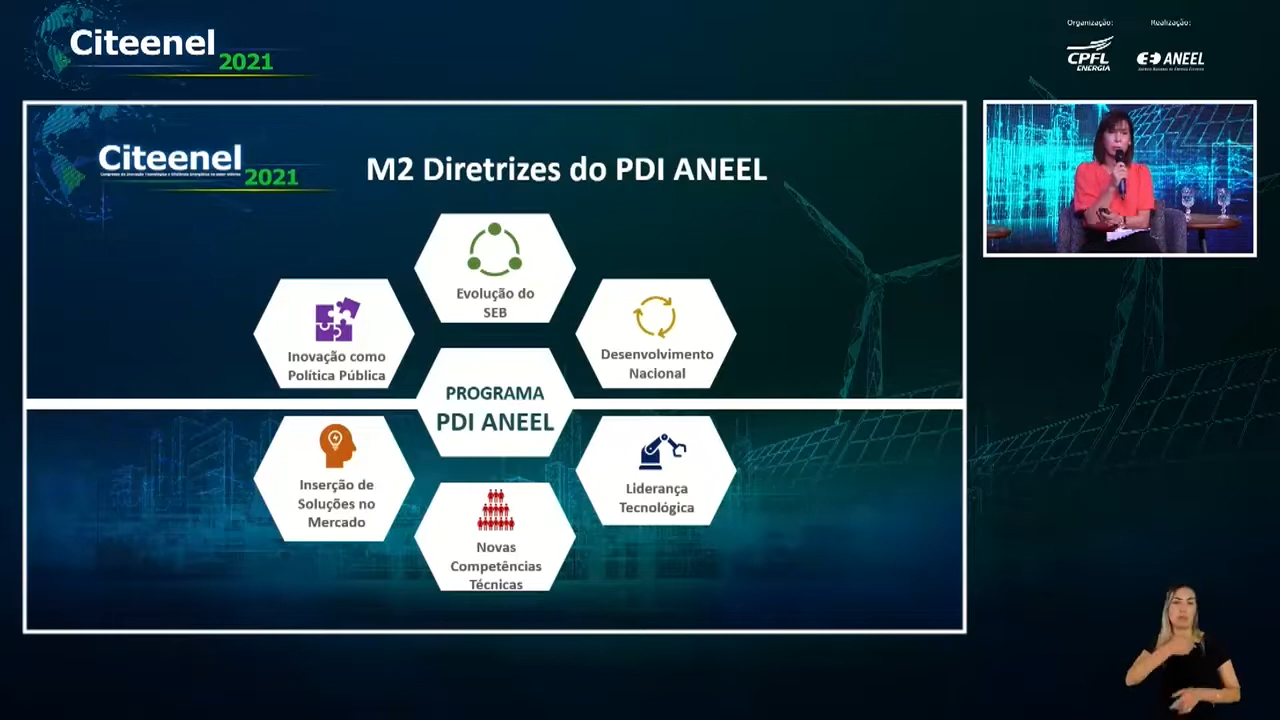 Citeenel
2021
Organização:
Realização:
CPFL
ENERGIA
ANEEL
Citeenel
2021
M2 Diretrizes do PDI ANEEL
Evolução do
SEB
Inovação como
Política Pública
Desenvolvimento
Nacional
PROGRAMA
PDI ANEEL
Inserção de
Soluções no
Mercado
Liderança
Tecnológica
Novas
Competências
Técnicas